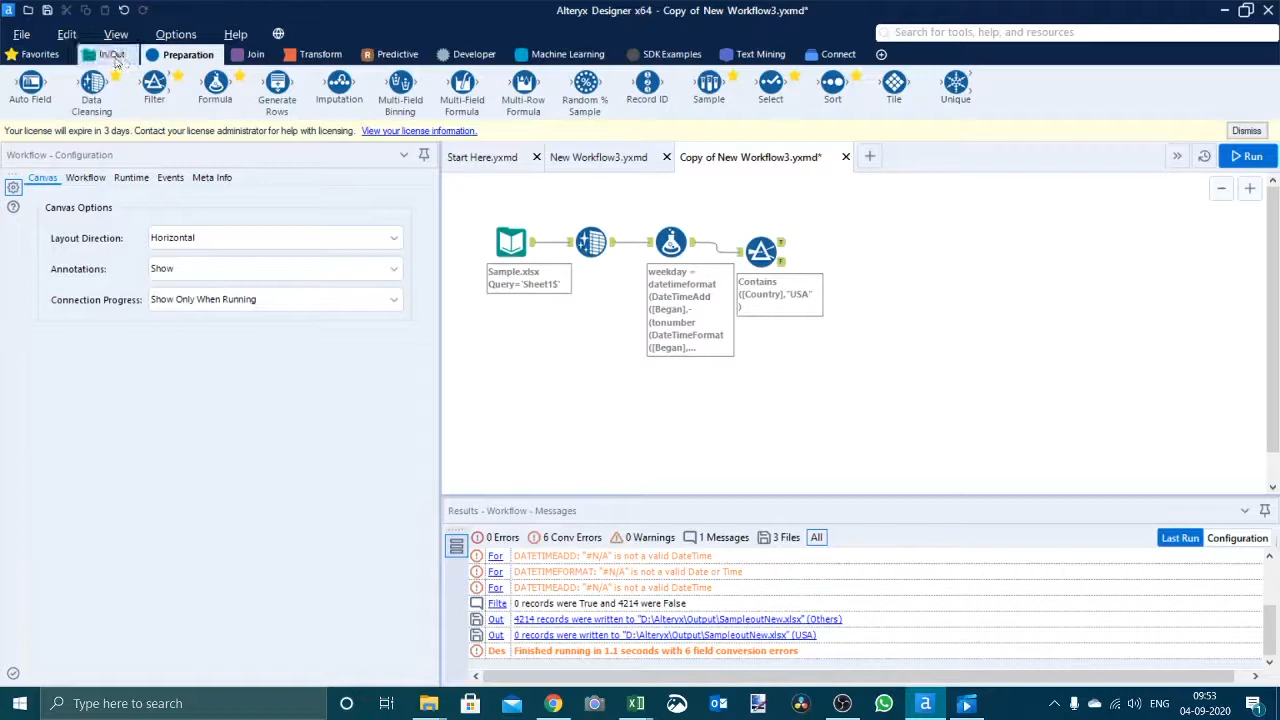 Alteryx Designer x64 - Copy of New Workflow3.yxmd*
File Edit View Options Help
Search for tools, help, and resources
Favorites In/Out Preparation Join Transform Predictive Developer Machine Learning SDK Examples Text Mining Connect
Auto Field Data Cleansing Filter Formula Generate Rows Imputation Multi-Field Binning Multi-Field Formula Multi-Row Formula Random % Sample Record ID Sample Select Sort Tile Unique
Your license will expire in 3 days. Contact your license administrator for help with licensing. View your license information. Dismiss
Workflow - Configuration
Start Here.yxmd New Workflow3.yxmd Copy of New Workflow3.yxmd* Run
Canvas Workflow Runtime Events Meta Info
Canvas Options
Layout Direction: Horizontal
Annotations: Show
Connection Progress: Show Only When Running
Sample.xlsx
Query=`Sheet1$`
weekday =
datetimeformat
(DateTimeAdd
([Began],-
(tonumber
(DateTimeFormat
([Began],...
T
F
Contains
([Country],"USA"
)
Results - Workflow - Messages
0 Errors 6 Conv Errors 0 Warnings 1 Messages 3 Files All Last Run Configuration
For DATETIMEADD: "#N/A" is not a valid DateTime
For DATETIMEFORMAT: "#N/A" is not a valid Date or Time
For DATETIMEADD: "#N/A" is not a valid DateTime
Filte 0 records were True and 4214 were False
Out 4214 records were written to "D:\Alteryx\Output\SampleoutNew.xlsx" (Others)
Out 0 records were written to "D:\Alteryx\Output\SampleoutNew.xlsx" (USA)
Des Finished running in 1.1 seconds with 6 field conversion errors
Type here to search
ENG
09:53
04-09-2020